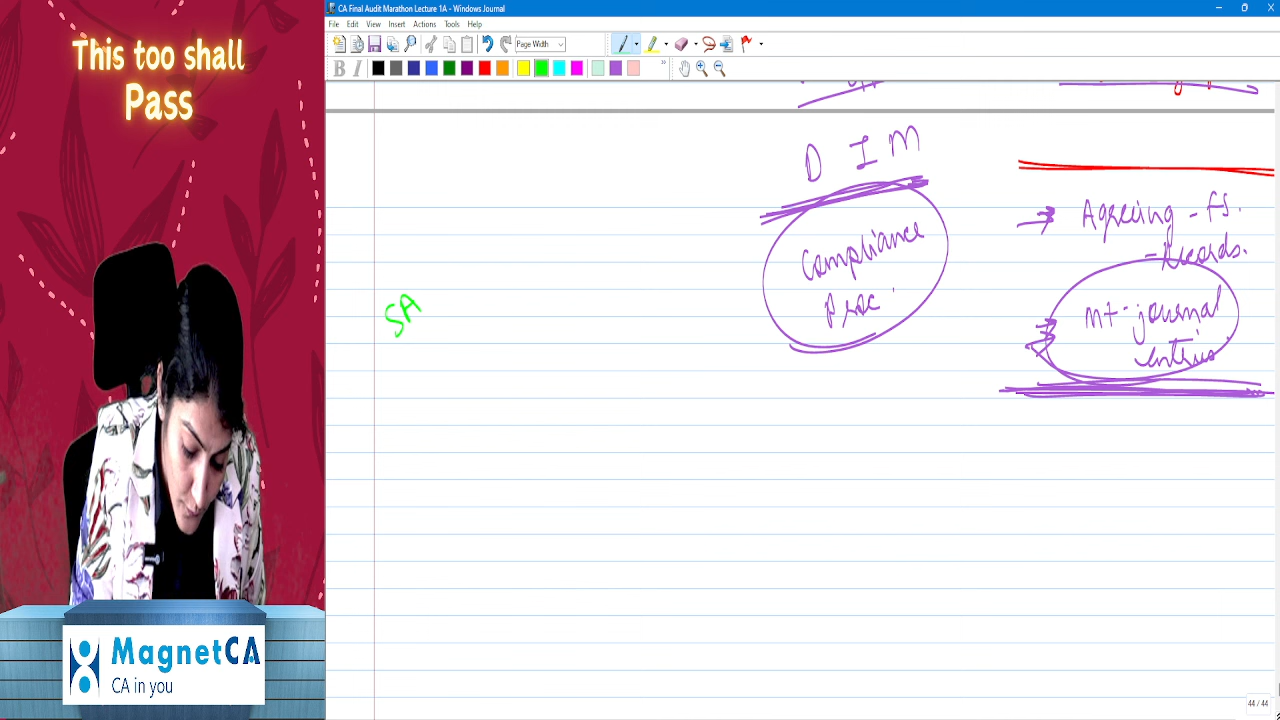 This too shall
Pass
MagnetCA
CA in you
CA Final Audit Marathon Lecture 1A - Windows Journal
File Edit View Insert Actions Tools Help
Page Width
B I
D I M
Compliance
Proc.
SA
→ Agreeing - FS.
- Records.
→ mt - journal
entries
44 / 44